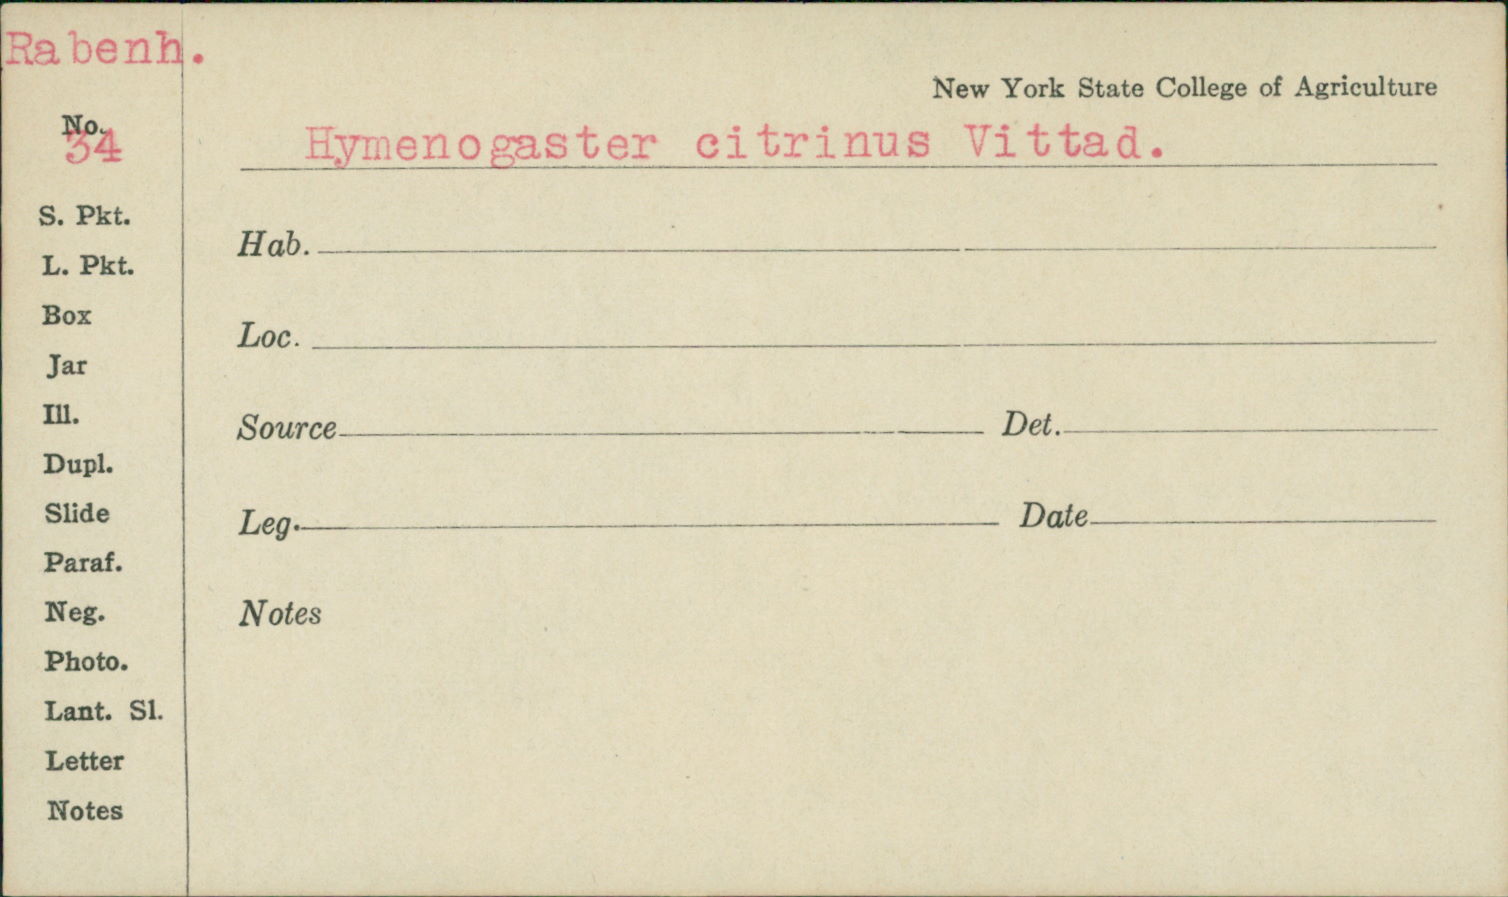 Rabenh.
New York State College of Agriculture
No.
34
Hymenogaster citrinus Vittad.
S. Pkt.
L. Pkt.
Box
Jar
Ill.
Dupl.
Slide
Paraf.
Neg.
Photo.
Lant. Sl.
Letter
Notes
Hab.
Loc.
Source Det.
Leg. Date
Notes